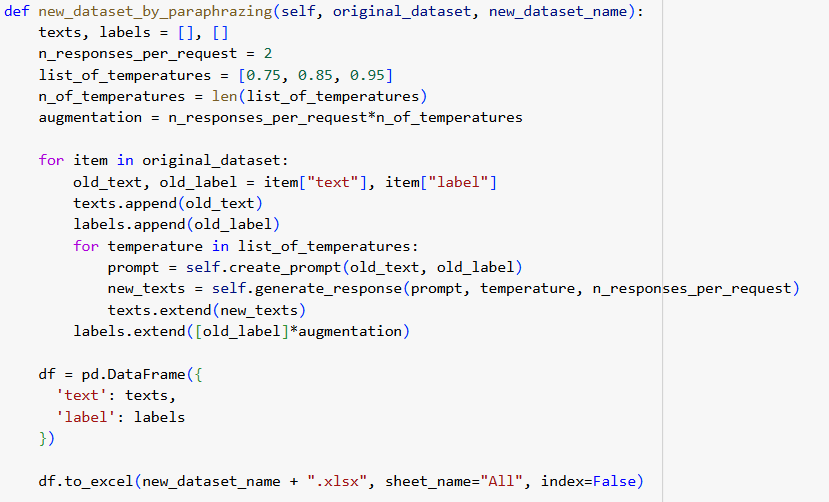 def new_dataset_by_paraphrazing(self, original_dataset, new_dataset_name):
    texts, labels = [], []
    n_responses_per_request = 2
    list_of_temperatures = [0.75, 0.85, 0.95]
    n_of_temperatures = len(list_of_temperatures)
    augmentation = n_responses_per_request*n_of_temperatures

    for item in original_dataset:
        old_text, old_label = item["text"], item["label"]
        texts.append(old_text)
        labels.append(old_label)
        for temperature in list_of_temperatures:
            prompt = self.create_prompt(old_text, old_label)
            new_texts = self.generate_response(prompt, temperature, n_responses_per_request)
            texts.extend(new_texts)
        labels.extend([old_label]*augmentation)

    df = pd.DataFrame({
      'text': texts,
      'label': labels
    })

    df.to_excel(new_dataset_name + ".xlsx", sheet_name="All", index=False)